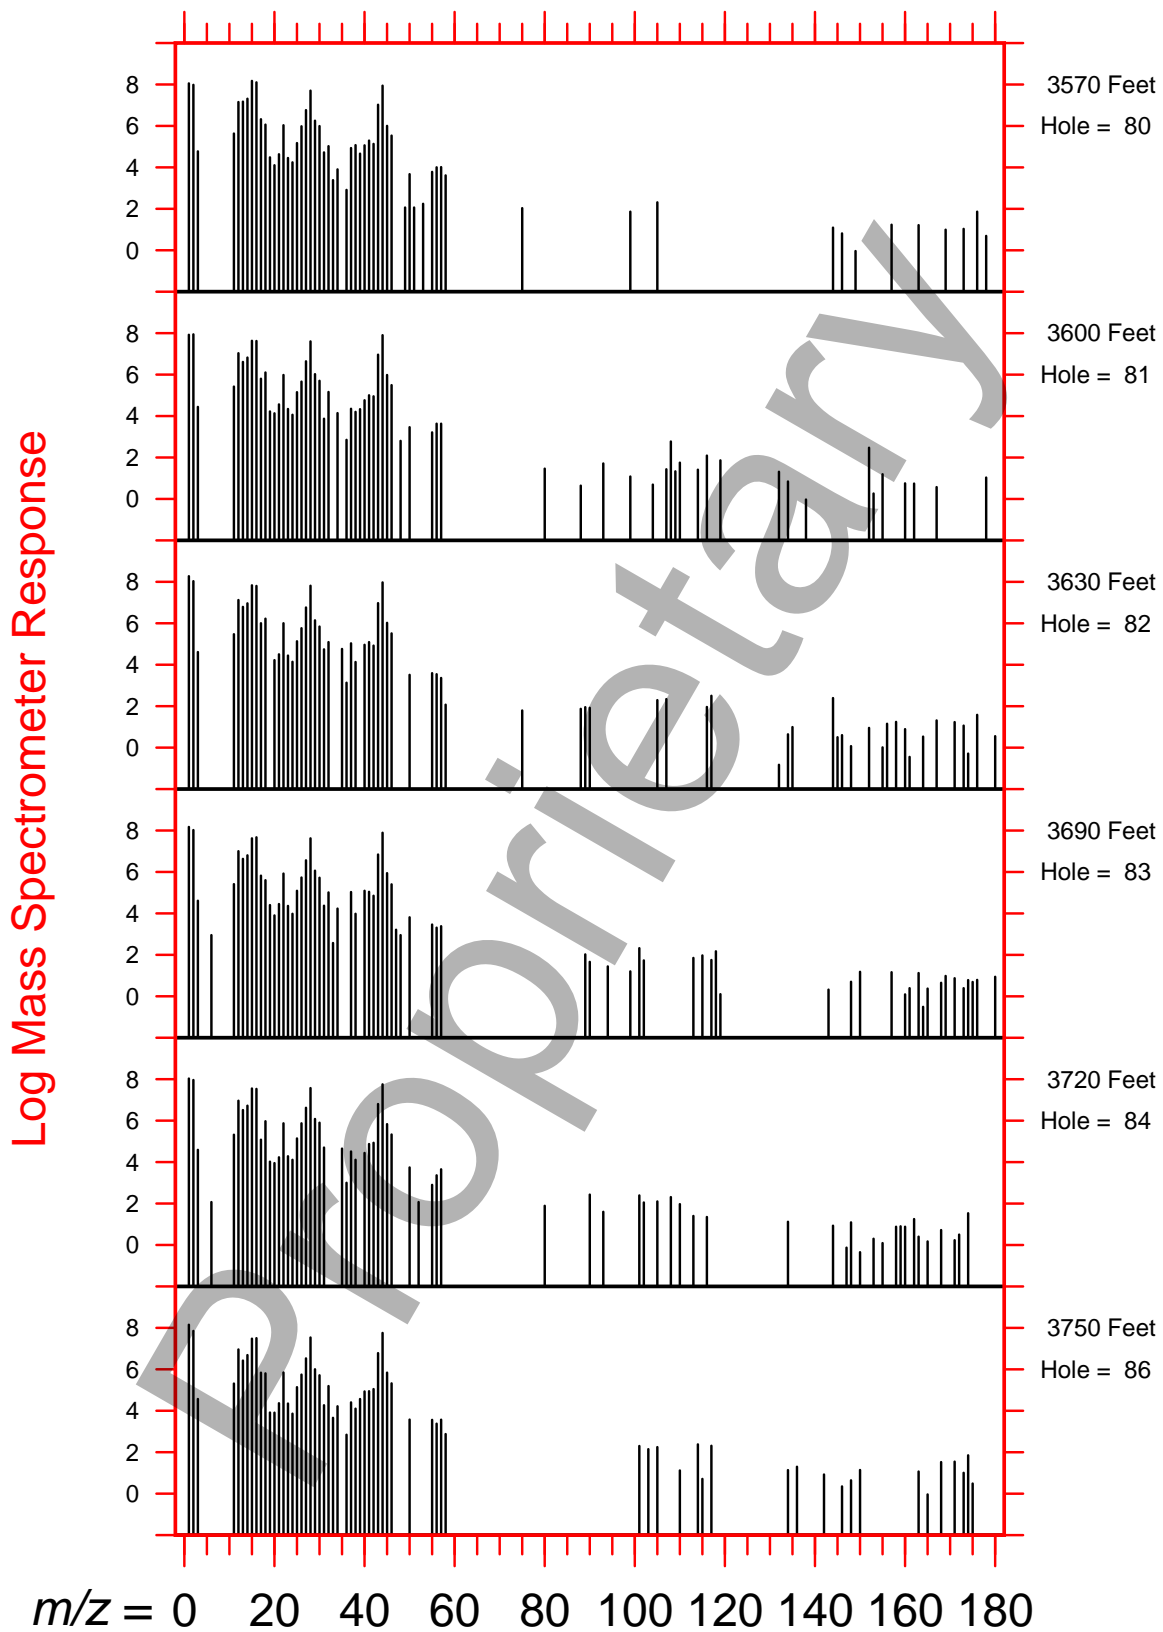 8
6
4
2
0
3570 Feet
Hole = 80
8
6
4
2
0
3600 Feet
Hole = 81
8
6
4
2
0
3630 Feet
Hole = 82
8
6
4
2
0
3690 Feet
Hole = 83
8
6
4
2
0
3720 Feet
Hole = 84
8
6
4
2
0
3750 Feet
Hole = 86
Log Mass Spectrometer Response
Proprietary
m/z = 0 20 40 60 80 100 120 140 160 180